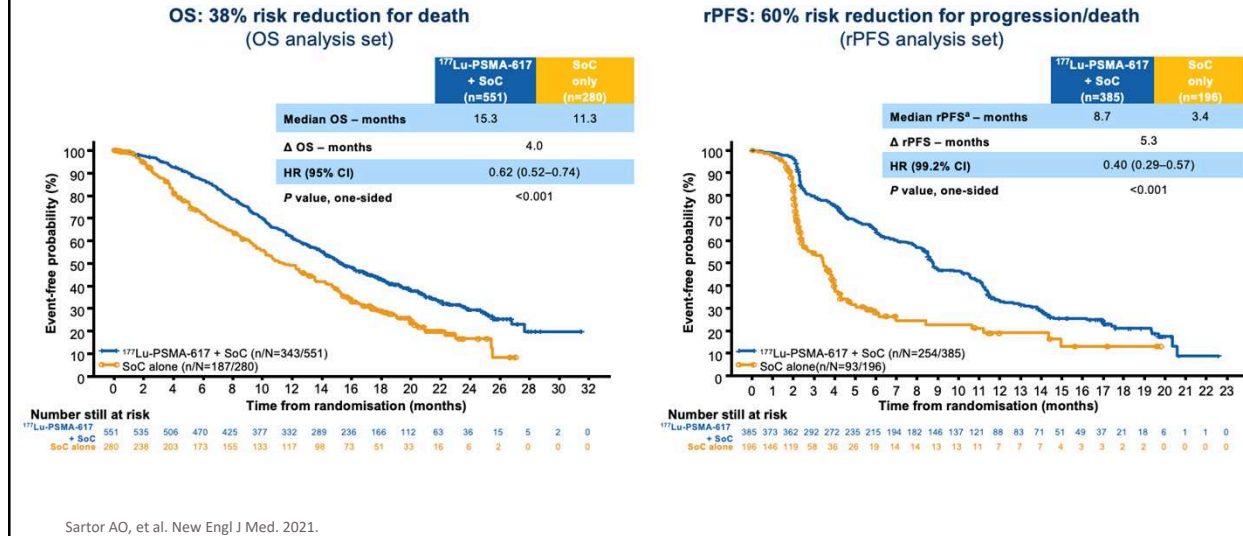 OS: 38% risk reduction for death
(OS analysis set)
¹⁷⁷Lu-PSMA-617 + SoC (n=551)
SoC only (n=280)
Median OS – months 15.3 11.3
Δ OS – months 4.0
HR (95% CI) 0.62 (0.52–0.74)
P value, one-sided <0.001
Event-free probability (%)
100
90
80
70
60
50
40
30
20
10
0
¹⁷⁷Lu-PSMA-617 + SoC (n/N=343/551)
SoC alone (n/N=187/280)
0 2 4 6 8 10 12 14 16 18 20 22 24 26 28 30 32
Time from randomisation (months)
Number still at risk
¹⁷⁷Lu-PSMA-617 + SoC 551 535 506 470 425 377 332 289 236 166 112 63 36 15 5 2 0
SoC alone 280 238 203 173 155 133 117 98 73 51 33 16 6 2 0 0 0
rPFS: 60% risk reduction for progression/death
(rPFS analysis set)
¹⁷⁷Lu-PSMA-617 + SoC (n=385)
SoC only (n=196)
Median rPFSᵃ – months 8.7 3.4
Δ rPFS – months 5.3
HR (99.2% CI) 0.40 (0.29–0.57)
P value, one-sided <0.001
Event-free probability (%)
100
90
80
70
60
50
40
30
20
10
0
¹⁷⁷Lu-PSMA-617 + SoC (n/N=254/385)
SoC alone(n/N=93/196)
0 1 2 3 4 5 6 7 8 9 10 11 12 13 14 15 16 17 18 19 20 21 22 23
Time from randomisation (months)
Number still at risk
¹⁷⁷Lu-PSMA-617 + SoC 385 373 362 292 272 235 215 194 182 146 137 121 88 83 71 51 49 37 21 18 6 1 1 0
SoC alone 196 146 119 58 36 26 19 14 14 13 13 11 7 7 7 4 3 3 2 2 0 0 0 0
Sartor AO, et al. New Engl J Med. 2021.